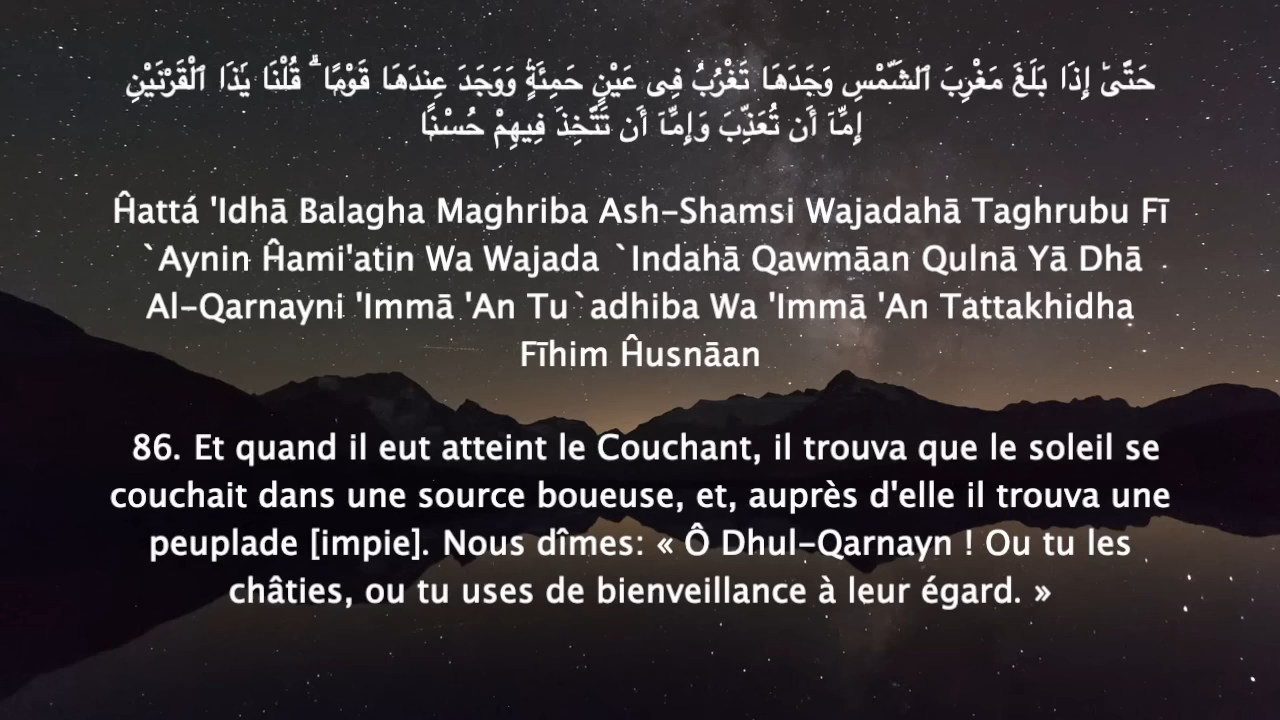 حَتَّىٰٓ إِذَا بَلَغَ مَغْرِبَ ٱلشَّمْسِ وَجَدَهَا تَغْرُبُ فِى عَيْنٍ حَمِئَةٍۢ وَوَجَدَ عِندَهَا قَوْمًۭا ۗ قُلْنَا يَٰذَا ٱلْقَرْنَيْنِ
إِمَّآ أَن تُعَذِّبَ وَإِمَّآ أَن تَتَّخِذَ فِيهِمْ حُسْنًۭا
Ĥattá 'Idhā Balagha Maghriba Ash-Shamsi Wajadahā Taghrubu Fī
`Aynin Ĥami'atin Wa Wajada `Indahā Qawmāan Qulnā Yā Dhā
Al-Qarnayni 'Immā 'An Tu`adhiba Wa 'Immā 'An Tattakhidha
Fīhim Ĥusnāan
86. Et quand il eut atteint le Couchant, il trouva que le soleil se
couchait dans une source boueuse, et, auprès d'elle il trouva une
peuplade [impie]. Nous dîmes: « Ô Dhul-Qarnayn ! Ou tu les
châties, ou tu uses de bienveillance à leur égard. »